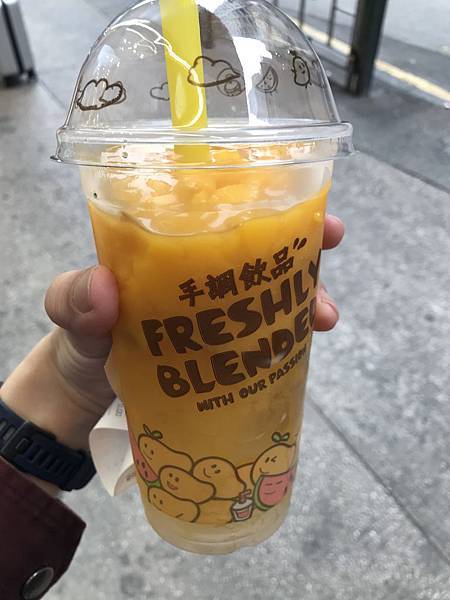 手調飲品
FRESHLY
BLENDED
WITH OUR PASSION